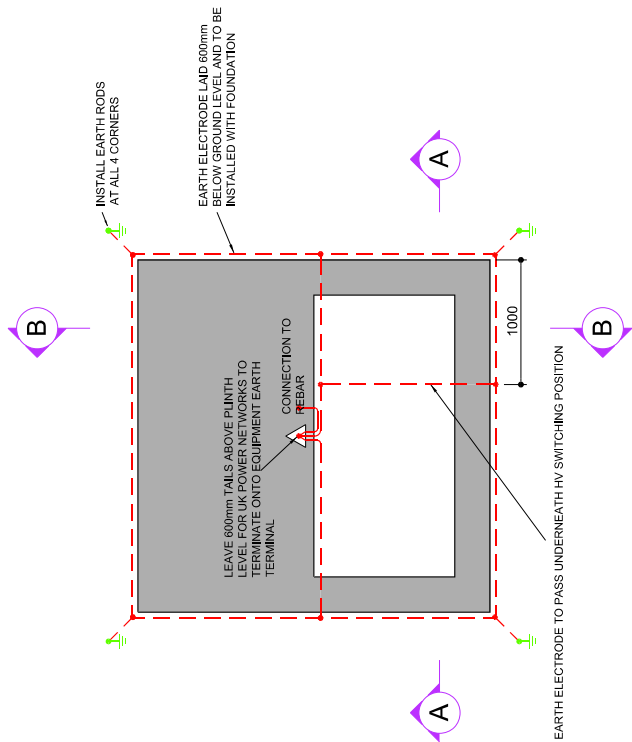 INSTALL EARTH RODS
AT ALL 4 CORNERS
EARTH ELECTRODE LAID 600mm
BELOW GROUND LEVEL AND TO BE
INSTALLED WITH FOUNDATION
B
A
LEAVE 600mm TAILS ABOVE PLINTH
LEVEL FOR UK POWER NETWORKS TO
TERMINATE ONTO EQUIPMENT EARTH
TERMINAL
CONNECTION TO
REBAR
1000
B
A
EARTH ELECTRODE TO PASS UNDERNEATH HV SWITCHING POSITION